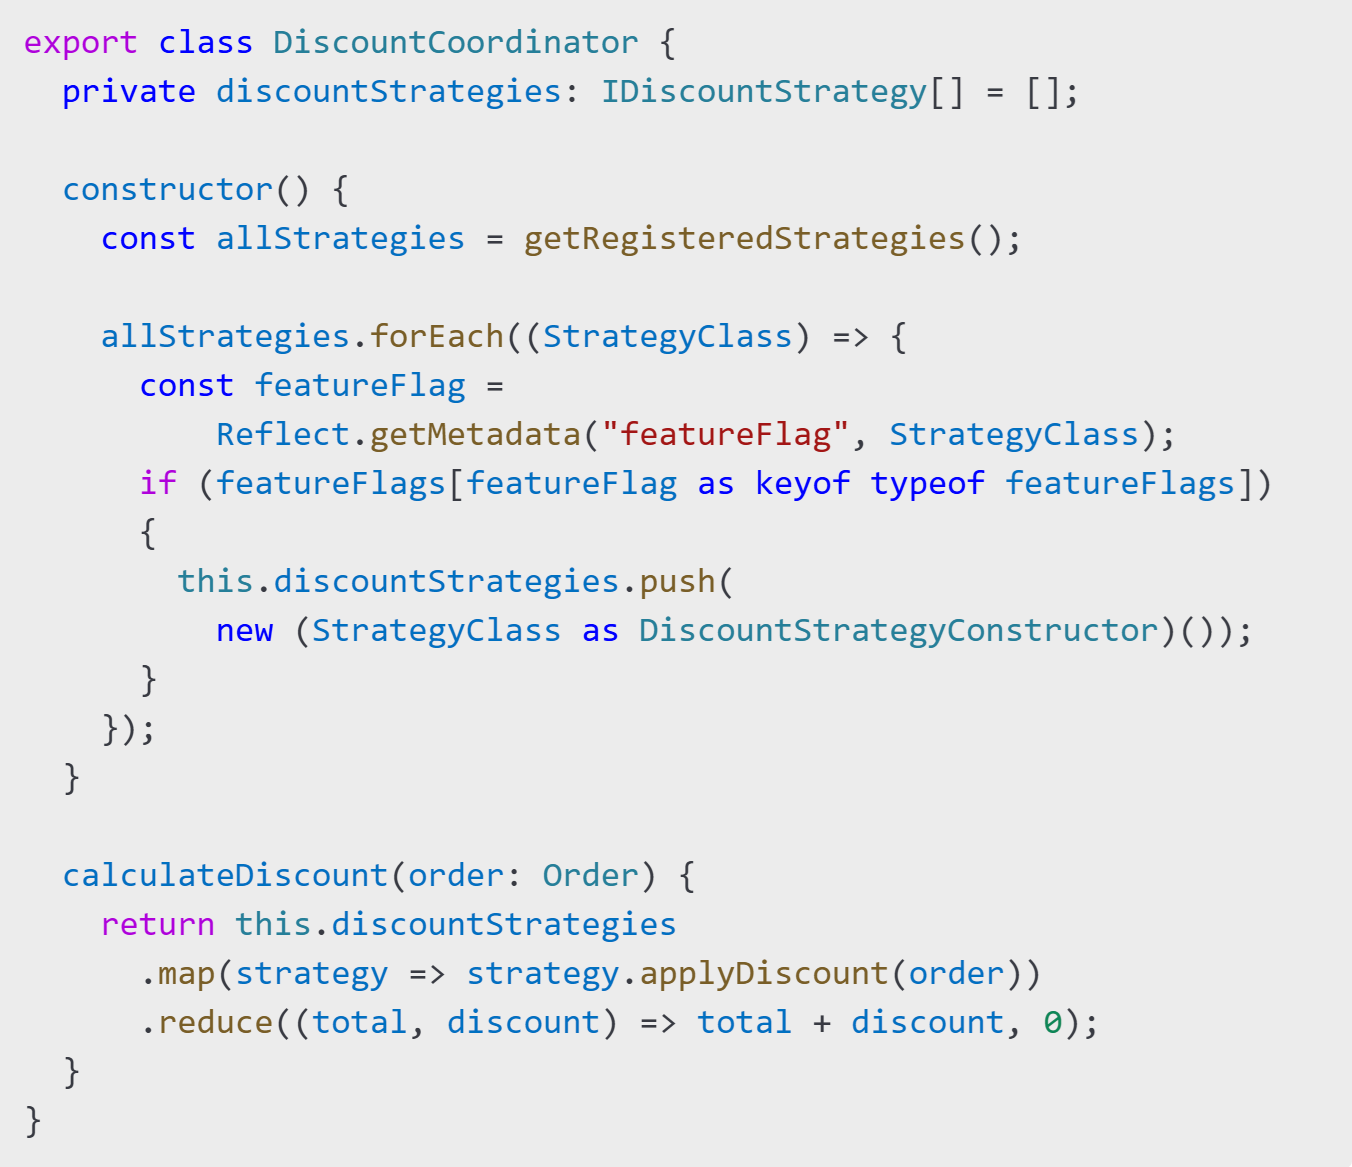 export class DiscountCoordinator {
  private discountStrategies: IDiscountStrategy[] = [];

  constructor() {
    const allStrategies = getRegisteredStrategies();

    allStrategies.forEach((StrategyClass) => {
      const featureFlag =
          Reflect.getMetadata("featureFlag", StrategyClass);
      if (featureFlags[featureFlag as keyof typeof featureFlags])
      {
        this.discountStrategies.push(
          new (StrategyClass as DiscountStrategyConstructor)());
      }
    });
  }

  calculateDiscount(order: Order) {
    return this.discountStrategies
      .map(strategy => strategy.applyDiscount(order))
      .reduce((total, discount) => total + discount, 0);
  }
}